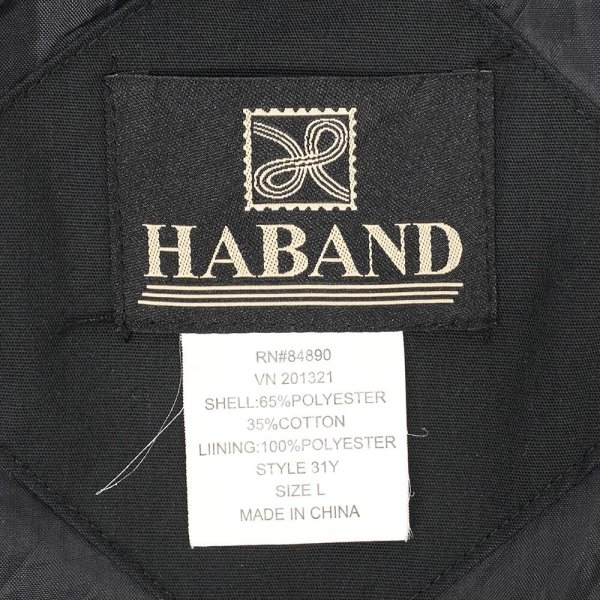 HABAND
RN#84890
VN 201321
SHELL:65%POLYESTER
35%COTTON
LIINING:100%POLYESTER
STYLE 31Y
SIZE L
MADE IN CHINA